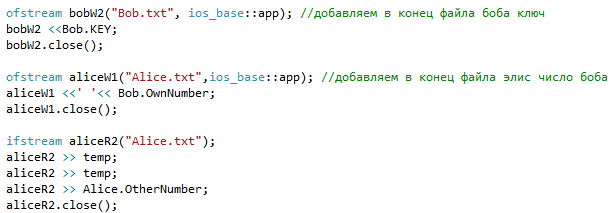 ofstream bobW2("Bob.txt", ios_base::app); //добавляем в конец файла боба ключ
bobW2 <<Bob.KEY;
bobW2.close();
ofstream aliceW1("Alice.txt",ios_base::app); //добавляем в конец файла элис число боба
aliceW1 <<' '<< Bob.OwnNumber;
aliceW1.close();
ifstream aliceR2("Alice.txt");
aliceR2 >> temp;
aliceR2 >> temp;
aliceR2 >> Alice.OtherNumber;
aliceR2.close();